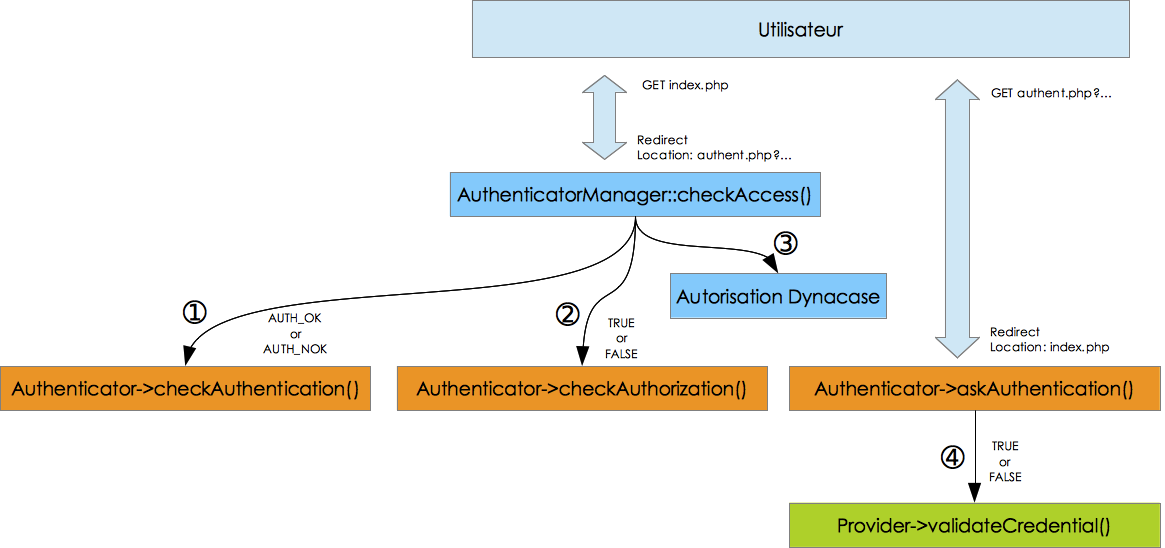 Utilisateur
GET index.php
GET authent.php?...
Redirect
Location: authent.php?...
AuthenticatorManager::checkAccess()
③
Autorisation Dynacase
①
AUTH_OK
or
AUTH_NOK
②
TRUE
or
FALSE
Redirect
Location: index.php
Authenticator->checkAuthentication()
Authenticator->checkAuthorization()
Authenticator->askAuthentication()
④
TRUE
or
FALSE
Provider->validateCredential()